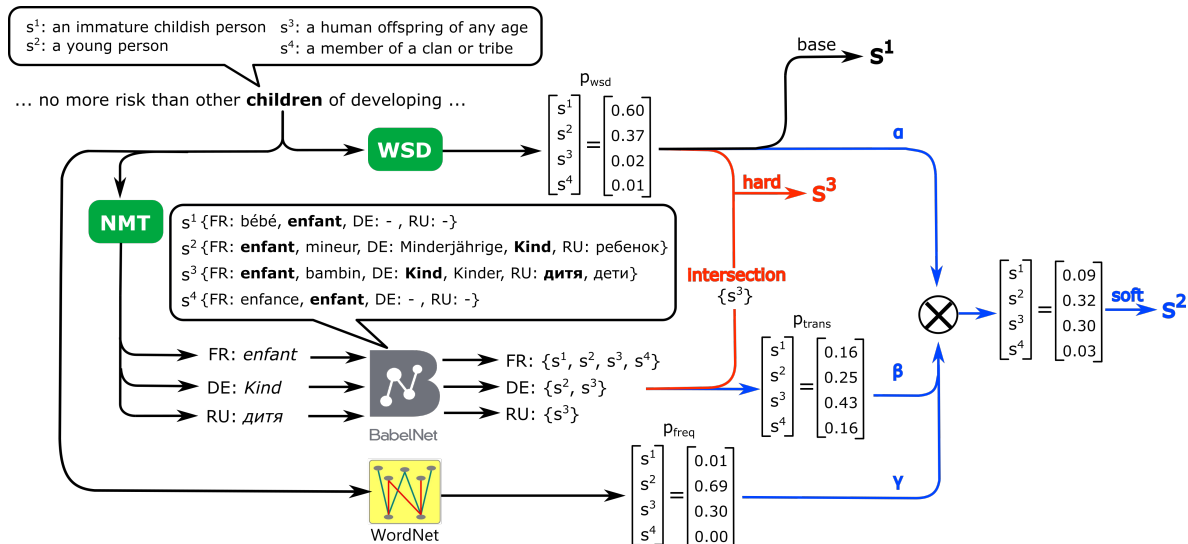 s1: an immature childish person s3: a human offspring of any age
s2: a young person s4: a member of a clan or tribe
... no more risk than other children of developing ...
WSD
pwsd
s1 0.60
s2 0.37
= 
s3 0.02
s4 0.01
base
s1
α
hard
s3
NMT
s1 {FR: bébé, enfant, DE: - , RU: -}
s2 {FR: enfant, mineur, DE: Minderjährige, Kind, RU: ребенок}
s3 {FR: enfant, bambin, DE: Kind, Kinder, RU: дитя, дети}
s4 {FR: enfance, enfant, DE: - , RU: -}
intersection
{s3}
FR: enfant
DE: Kind
RU: дитя
BabelNet
FR: {s1, s2, s3, s4}
DE: {s2, s3}
RU: {s3}
ptrans
s1 0.16
s2 0.25
=
s3 0.43
s4 0.16
β
s1 0.09
s2 0.32
=
s3 0.30
s4 0.03
soft
s2
WordNet
pfreq
s1 0.01
s2 0.69
=
s3 0.30
s4 0.00
γ